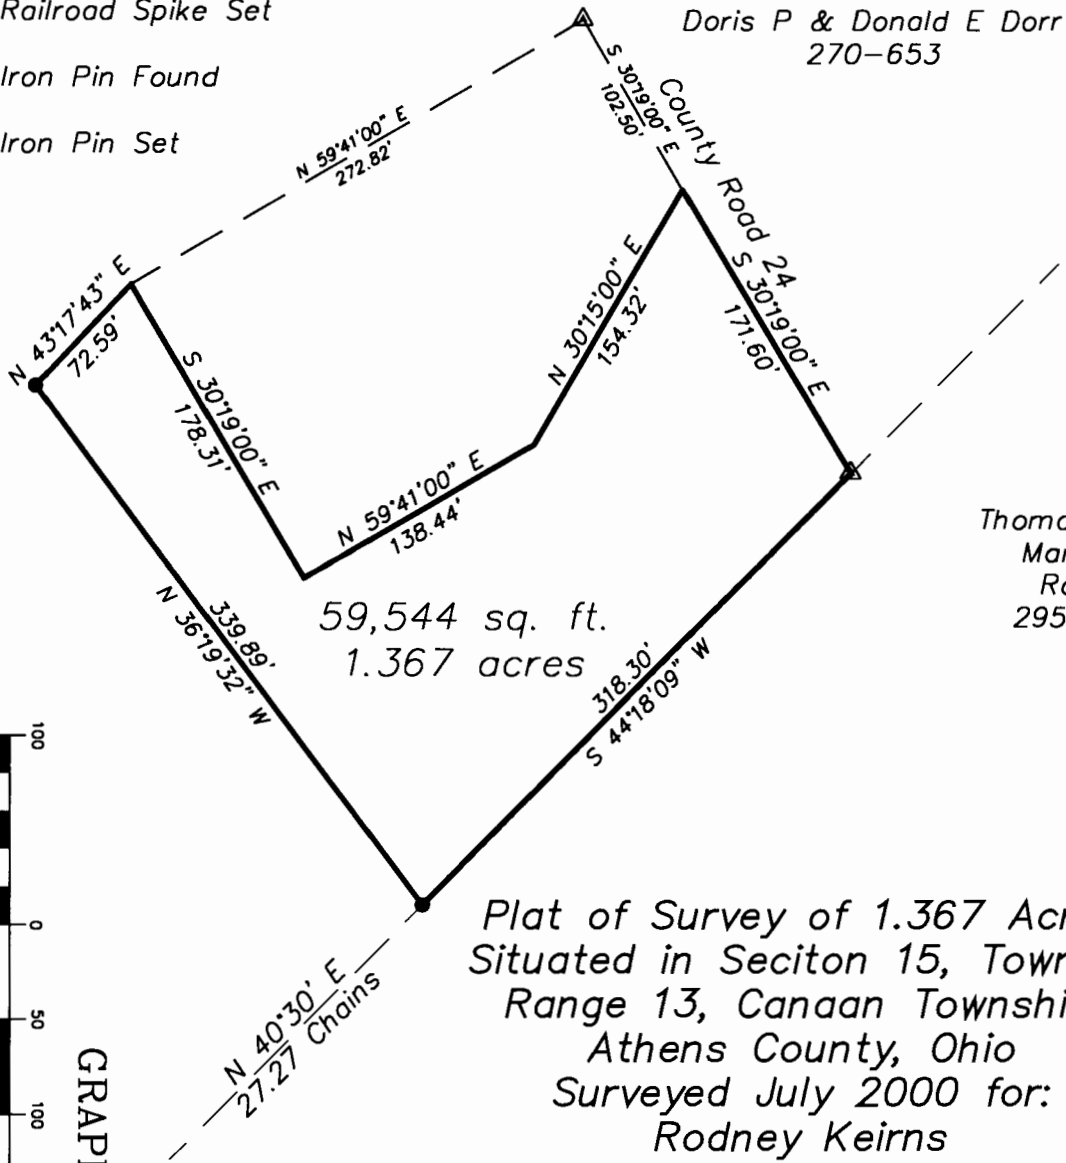 Railroad Spike Set
Iron Pin Found
Iron Pin Set
Doris P & Donald E Dorr
270-653
S 30°19'00" E
102.50'
County Road 24
N 59°41'00" E
272.82'
N 43°17'43" E
72.59'
S 30°19'00" E
178.31'
N 59°41'00" E
138.44'
N 30°15'00" E
154.32'
S 30°19'00" E
171.60'
59,544 sq. ft.
1.367 acres
339.89'
N 36°19'32" W
318.30'
S 44°18'09" W
295
N 40°30' E
27.27 Chains
100
0
50
100
Plat of Survey of 1.367
Situated in Seciton 15,
Range 13, Canaan
Athens County, Ohio
Surveyed July 2000 for:
Rodney Keirns